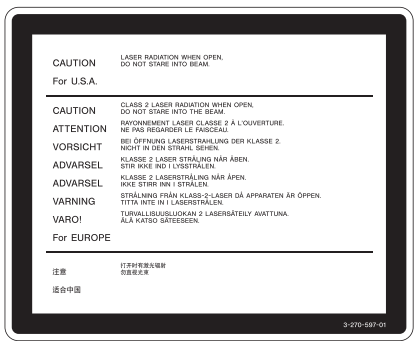 CAUTION
LASER RADIATION WHEN OPEN,
DO NOT STARE INTO BEAM.
For U.S.A.
CAUTION
CLASS 2 LASER RADIATION WHEN OPEN,
DO NOT STARE INTO THE BEAM.
ATTENTION
RAYONNEMENT LASER CLASSE 2 À L'OUVERTURE.
NE PAS REGARDER LE FAISCEAU.
VORSICHT
BEI ÖFFNUNG LASERSTRAHLUNG DER KLASSE 2.
NICHT IN DEN STRAHL SEHEN.
ADVARSEL
KLASSE 2 LASER STRÅLING NÅR ÅBEN.
STIR IKKE IND I LYSSTRÅLEN.
ADVARSEL
KLASSE 2 LASERSTRÅLING NÅR ÅPEN.
IKKE STIRR INN I STRÅLEN.
VARNING
STRÅLNING FRÅN KLASS-2-LASER DÅ APPARATEN ÄR ÖPPEN.
TITTA INTE IN I LASERSTRÅLEN.
VARO!
TURVALLISUUSLUOKAN 2 LASERSÄTEILY AVATTUNA.
ÄLÄ KATSO SÄTEESEEN.
For EUROPE
注意
打开时有激光辐射
勿直视光束
适合中国
3-270-597-01